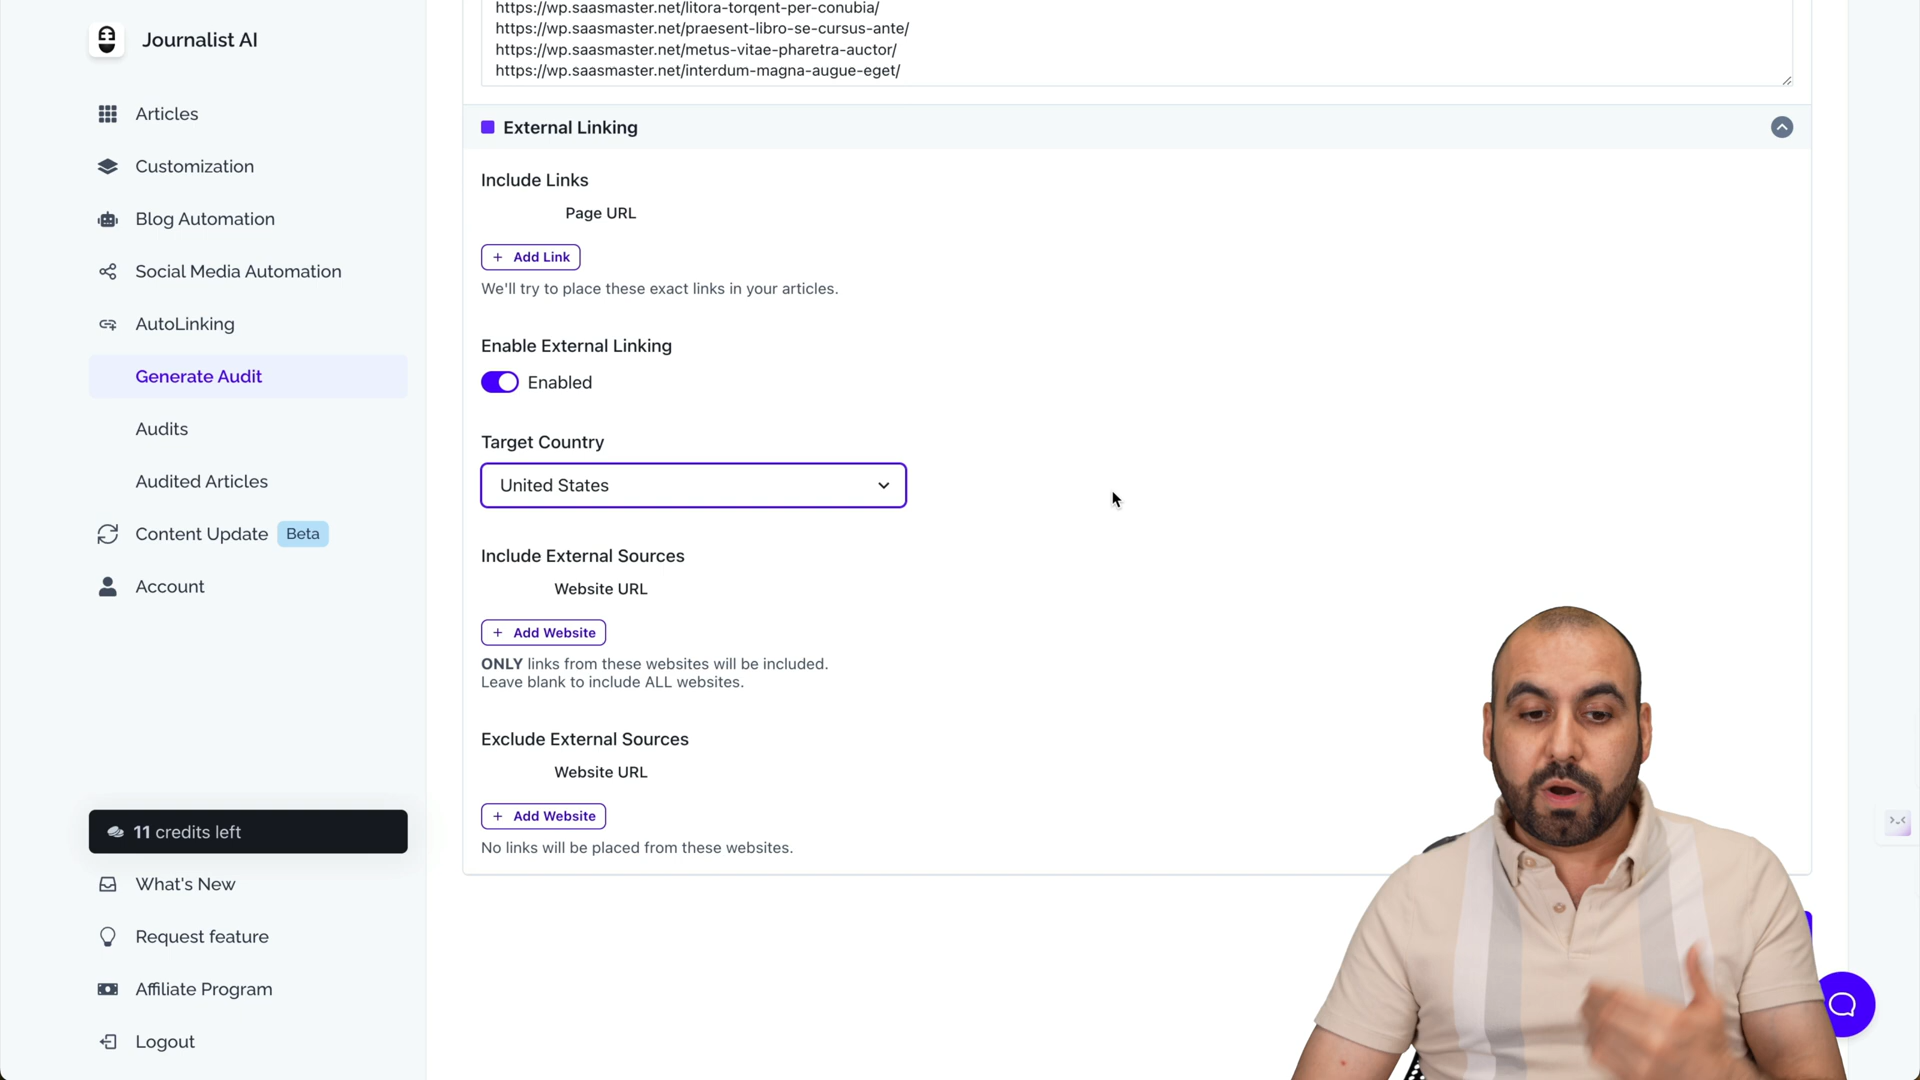 Journalist AI
Articles
Customization
Blog Automation
Social Media Automation
AutoLinking
Generate Audit
Audits
Audited Articles
Content Update Beta
Account
11 credits left
What's New
Request feature
Affiliate Program
Logout
https://wp.saasmaster.net/litora-torqent-per-conubia/
https://wp.saasmaster.net/praesent-libro-se-cursus-ante/
https://wp.saasmaster.net/metus-vitae-pharetra-auctor/
https://wp.saasmaster.net/interdum-magna-augue-eget/
External Linking
Include Links
Page URL
+ Add Link
We'll try to place these exact links in your articles.
Enable External Linking
Enabled
Target Country
United States
Include External Sources
Website URL
+ Add Website
ONLY links from these websites will be included.
Leave blank to include ALL websites.
Exclude External Sources
Website URL
+ Add Website
No links will be placed from these websites.